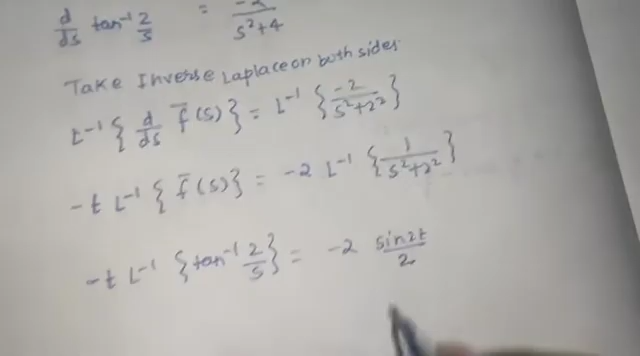 d/ds tan⁻¹ 2/s = -2/(s²+4)
Take Inverse Laplace on both sides.
L⁻¹ { d/ds f̄(s) } = L⁻¹ { -2/(s²+2²) }
-t L⁻¹ { f̄(s) } = -2 L⁻¹ { 1/(s²+2²) }
-t L⁻¹ { tan⁻¹ 2/s } = -2 sin2t/2